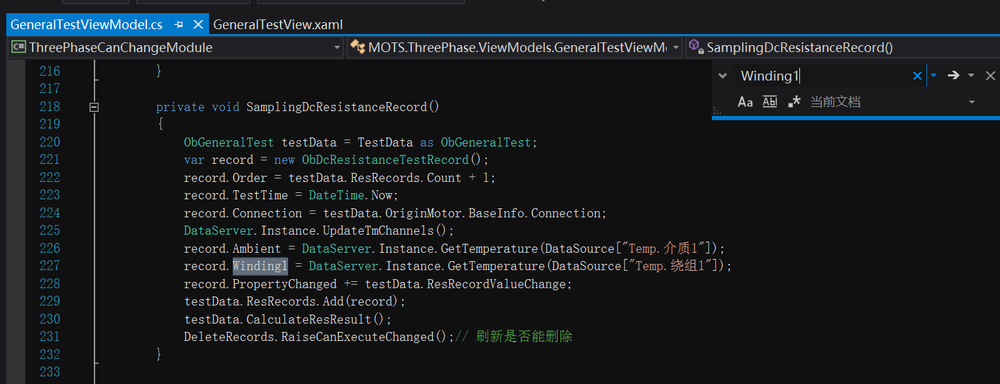 GeneralTestViewModel.cs GeneralTestView.xaml
C# ThreePhaseCanChangeModule MOTS.ThreePhase.ViewModels.GeneralTestViewM SamplingDcResistanceRecord()
Winding1
Aa Abl .* 当前文档
216 }
217
218 private void SamplingDcResistanceRecord()
219 {
220 ObGeneralTest testData = TestData as ObGeneralTest;
221 var record = new ObDcResistanceTestRecord();
222 record.Order = testData.ResRecords.Count + 1;
223 record.TestTime = DateTime.Now;
224 record.Connection = testData.OriginMotor.BaseInfo.Connection;
225 DataServer.Instance.UpdateTmChannels();
226 record.Ambient = DataServer.Instance.GetTemperature(DataSource["Temp.介质1"]);
227 record.Winding1 = DataServer.Instance.GetTemperature(DataSource["Temp.绕组1"]);
228 record.PropertyChanged += testData.ResRecordValueChange;
229 testData.ResRecords.Add(record);
230 testData.CalculateResResult();
231 DeleteRecords.RaiseCanExecuteChanged();// 刷新是否能删除
232 }
233